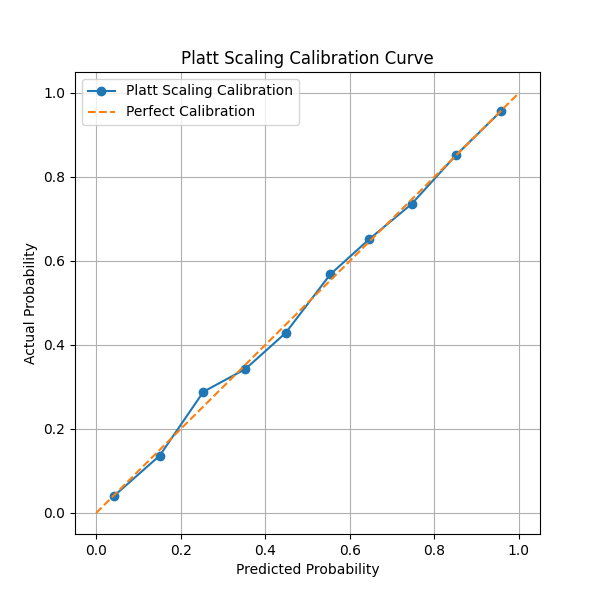 Platt Scaling Calibration Curve
Platt Scaling Calibration
Perfect Calibration
Actual Probability
1.0
0.8
0.6
0.4
0.2
0.0
0.0 0.2 0.4 0.6 0.8 1.0
Predicted Probability